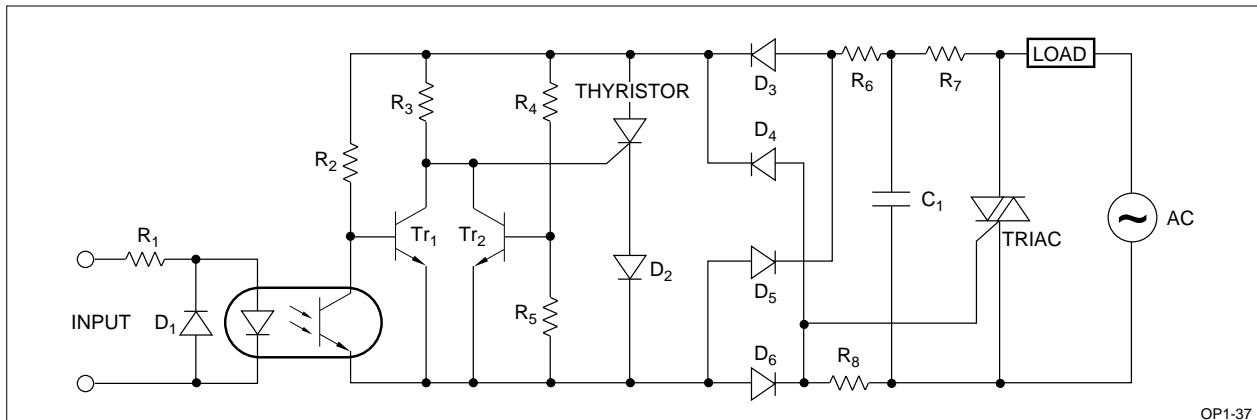 LOAD
D3
R6
R7
R3
R4
THYRISTOR
D4
R2
C1
R1
Tr1
Tr2
TRIAC
~
AC
D2
D5
INPUT
D1
R5
D6
R8
OP1-37